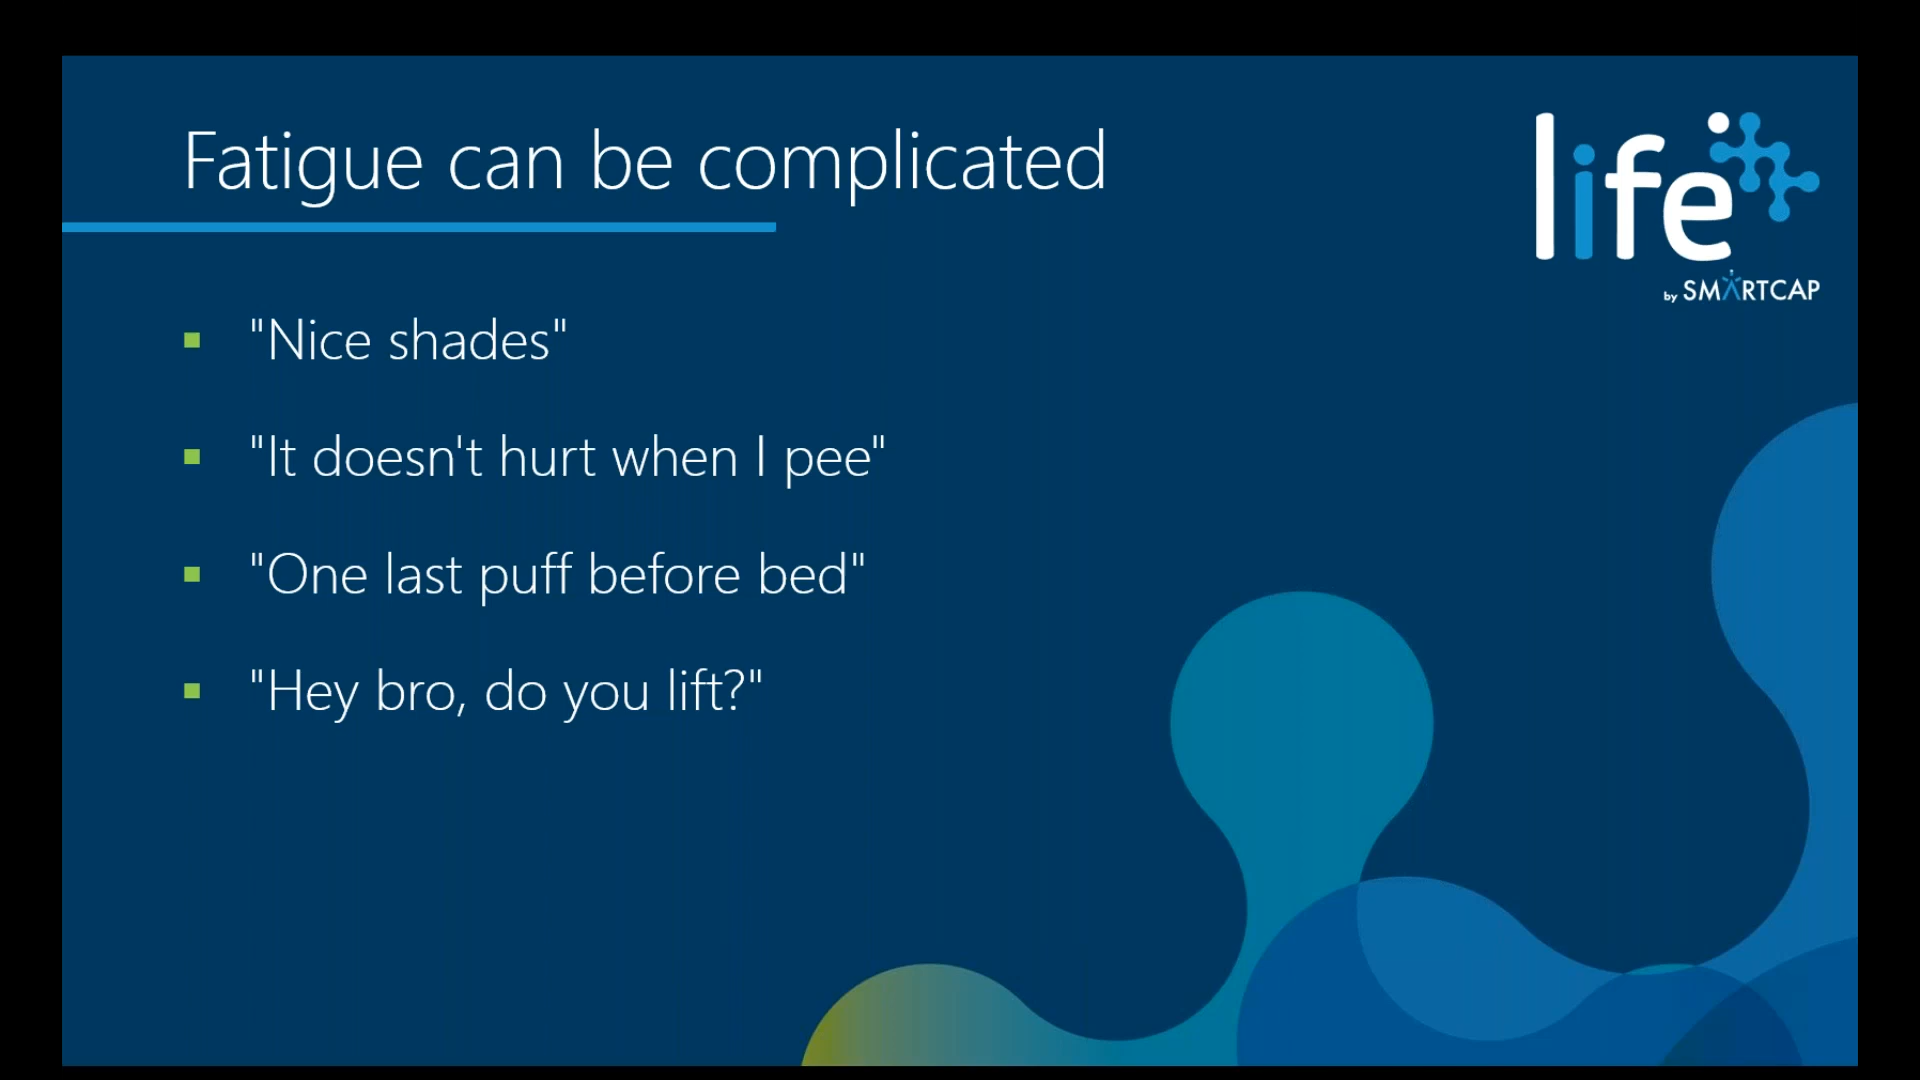 Fatigue can be complicated
life
by SMARTCAP
"Nice shades"
"It doesn't hurt when I pee"
"One last puff before bed"
"Hey bro, do you lift?"